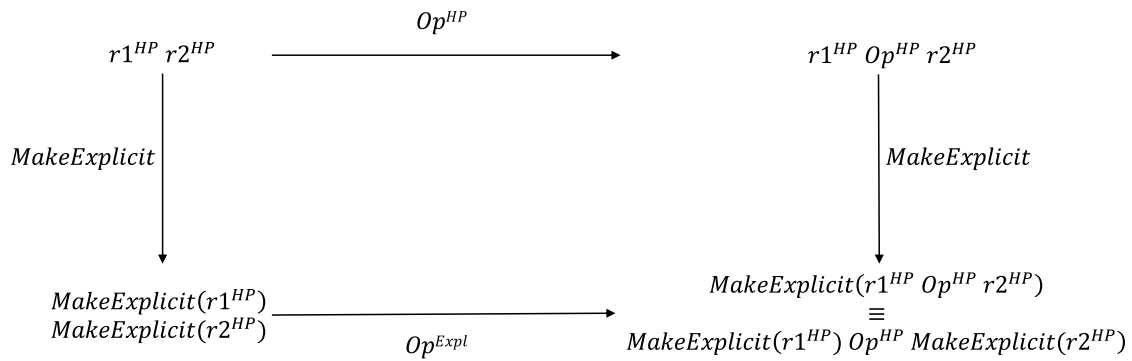 Op^HP
r1^HP r2^HP
r1^HP Op^HP r2^HP
MakeExplicit
MakeExplicit
MakeExplicit(r1^HP)
MakeExplicit(r2^HP)
Op^Expl
MakeExplicit(r1^HP Op^HP r2^HP)
≡
MakeExplicit(r1^HP) Op^HP MakeExplicit(r2^HP)